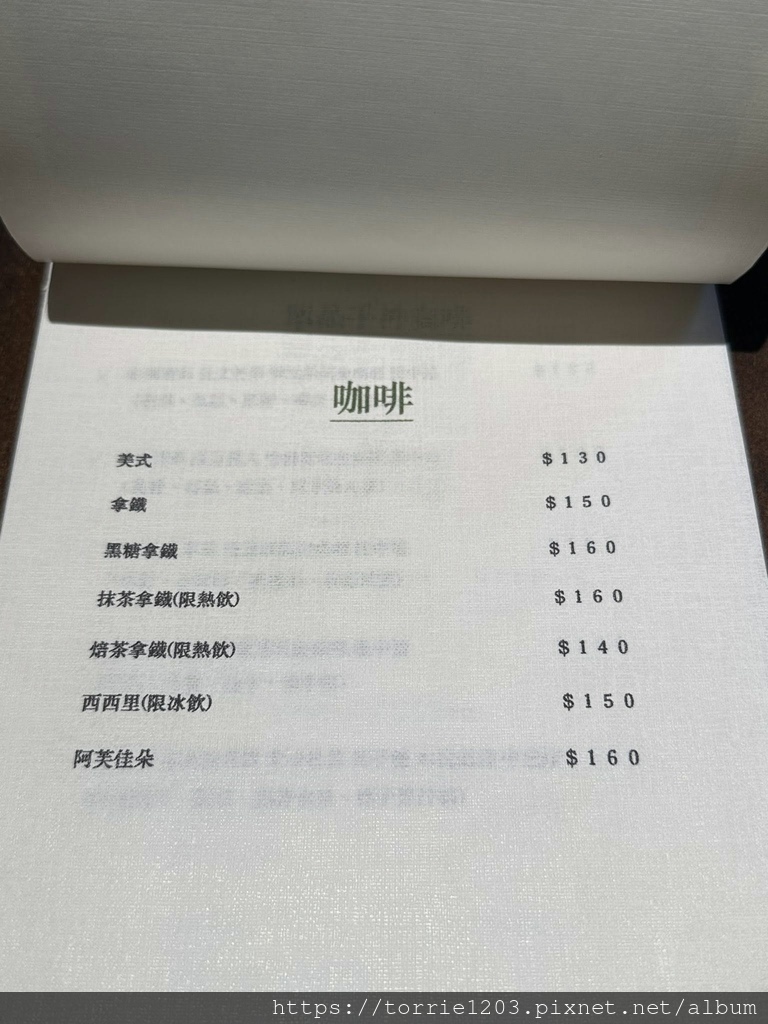 咖啡
美式 $130
拿鐵 $150
黑糖拿鐵 $160
抹茶拿鐵(限熱飲) $160
焙茶拿鐵(限熱飲) $140
西西里(限冰飲) $150
阿芙佳朵 $160
https://torrie1203.pixnet.net/album